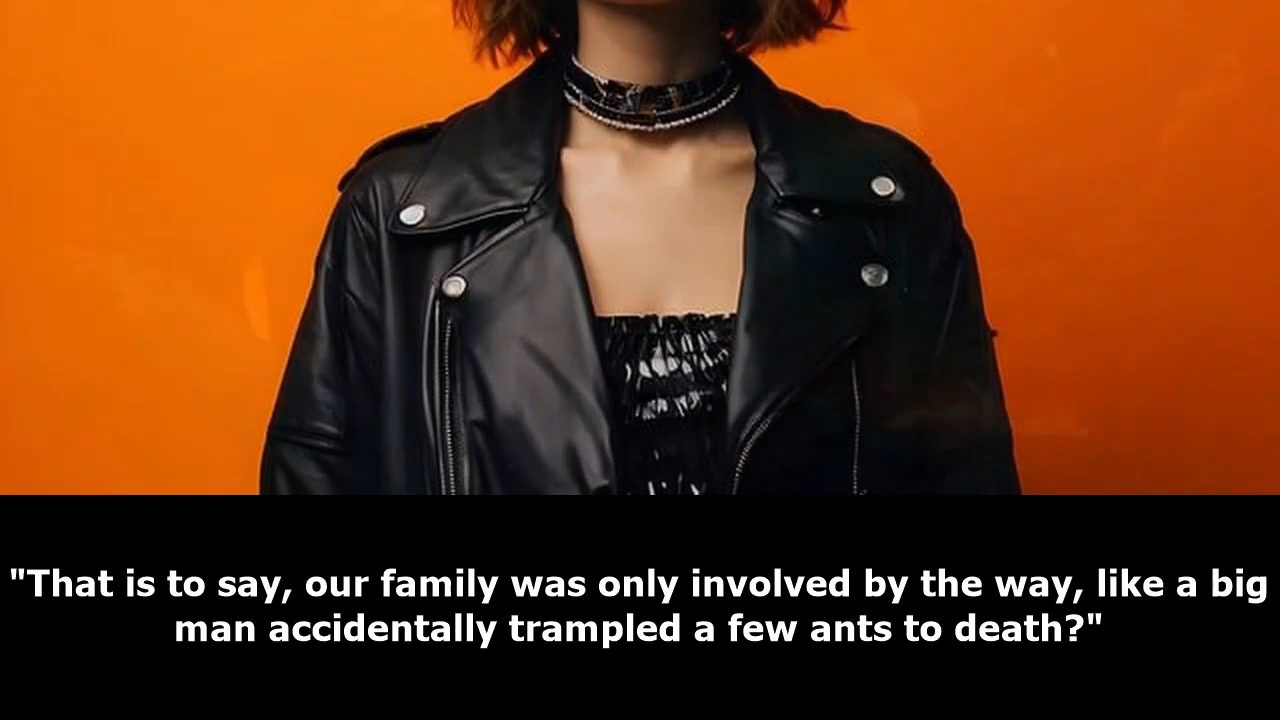 "That is to say, our family was only involved by the way, like a big
man accidentally trampled a few ants to death?"